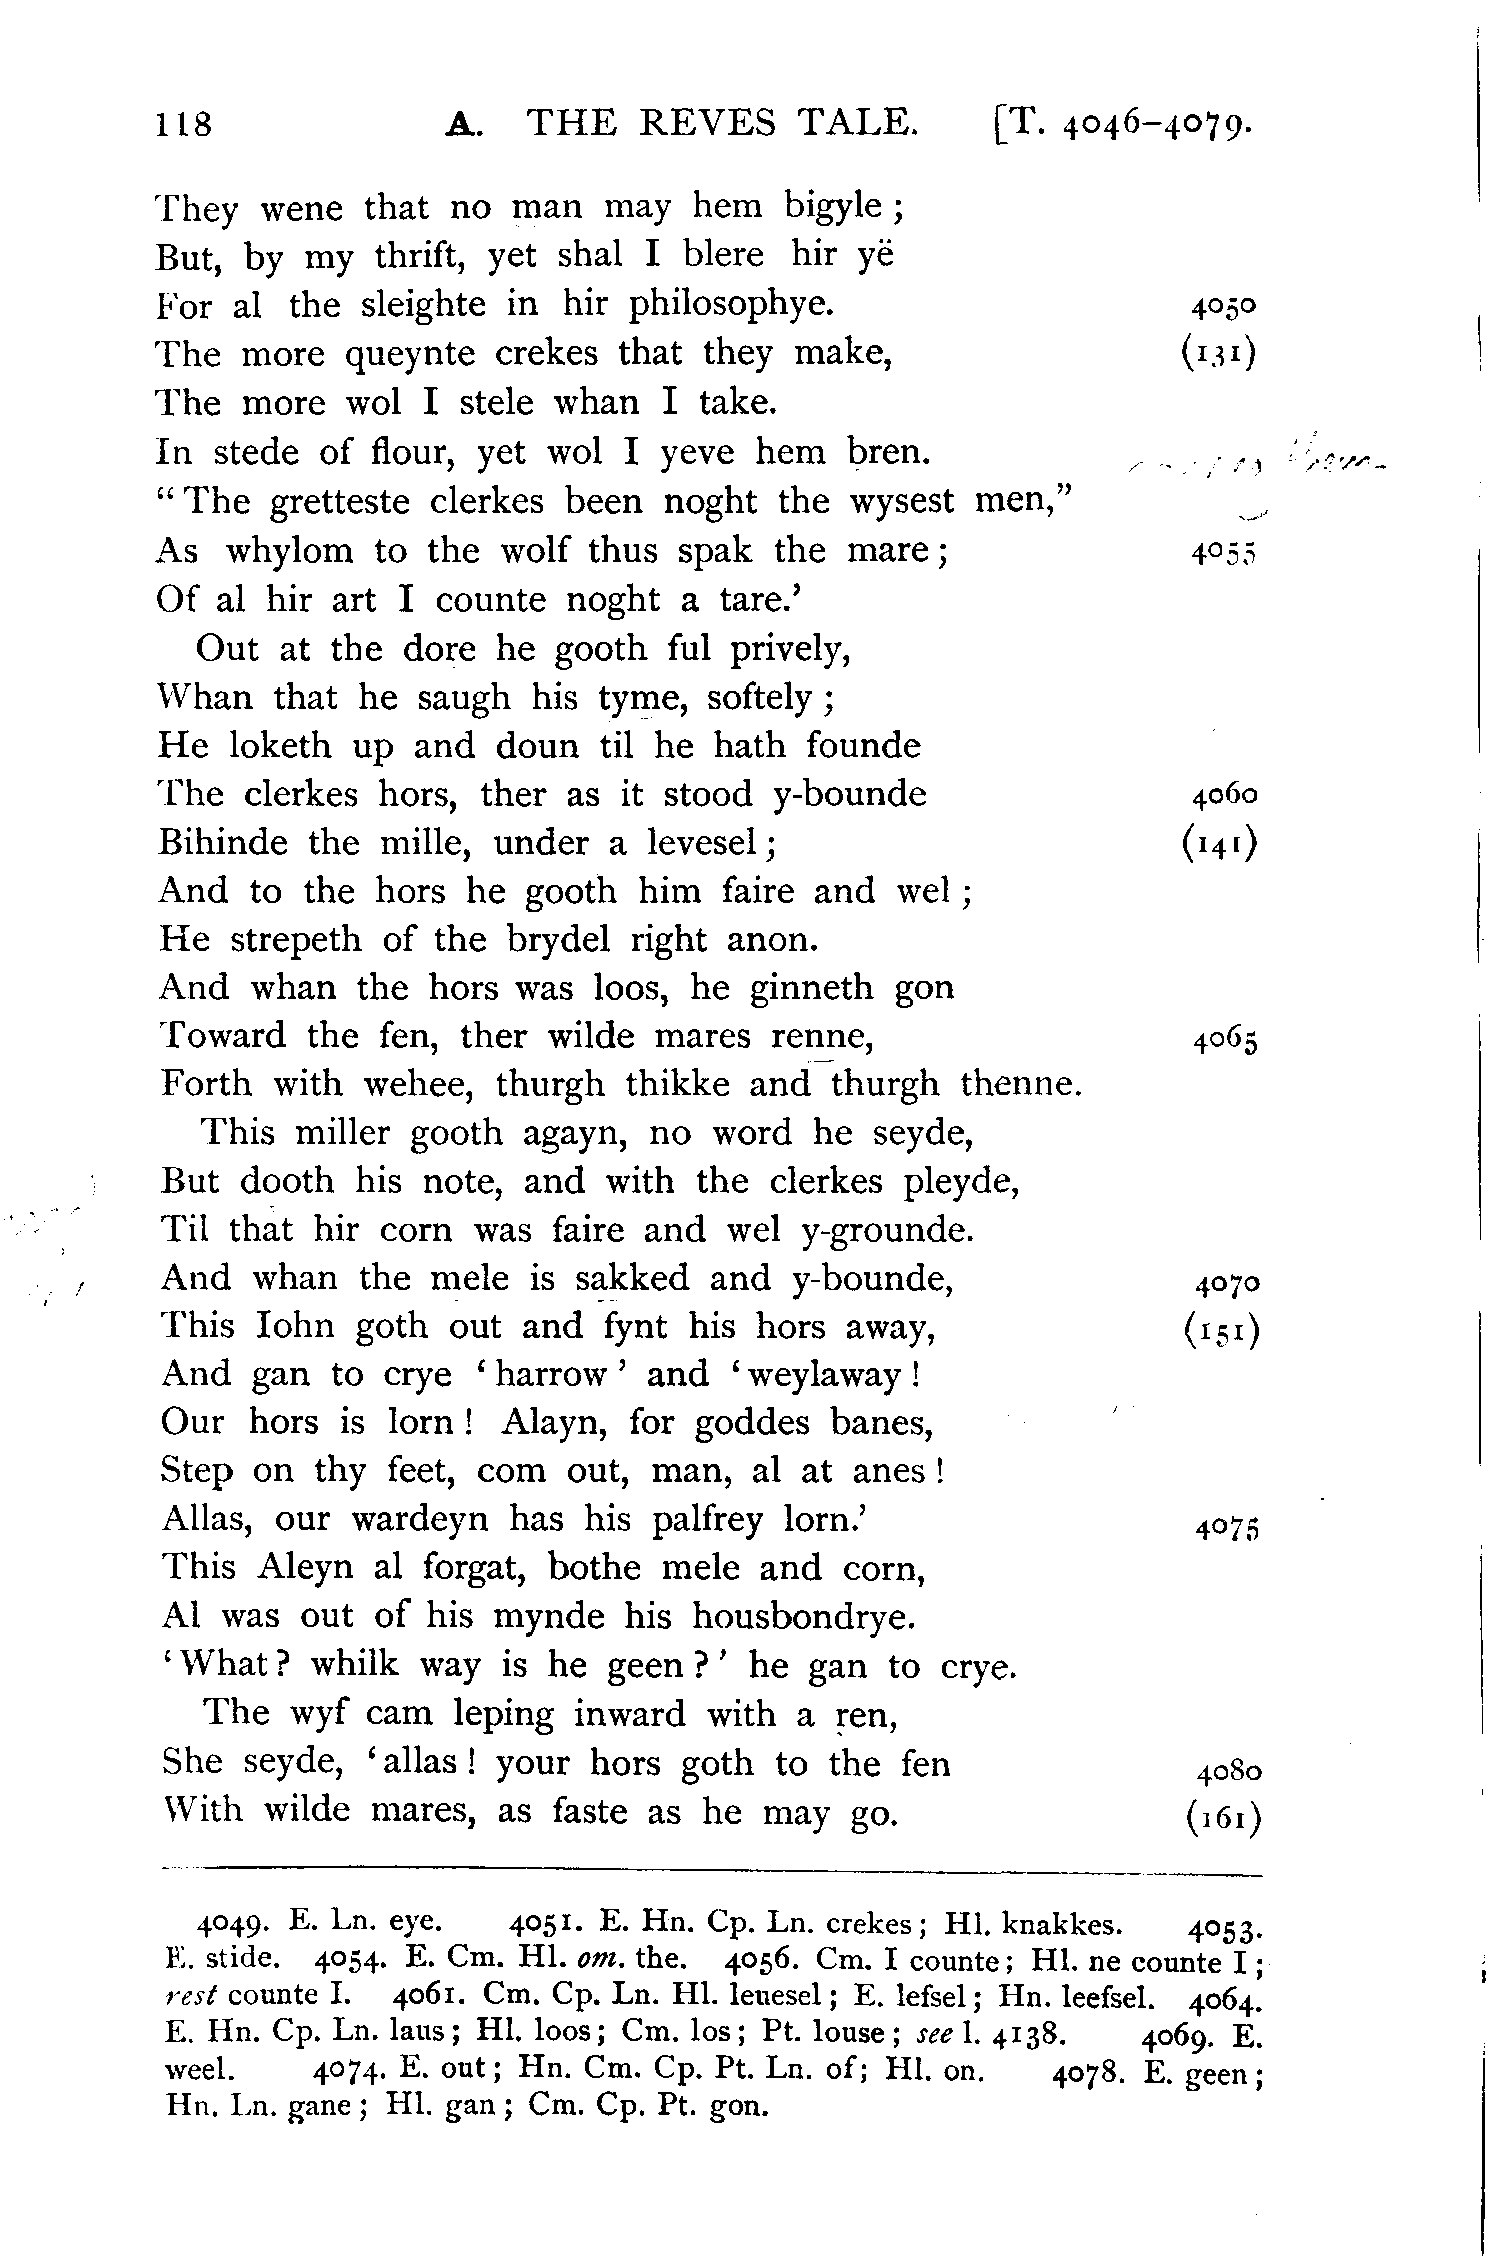 118 A. THE REVES TALE. [T. 4046–4079.
They wene that no man may hem bigyle ;
But, by my thrift, yet shal I blere hir yë
For al the sleighte in hir philosophye. 4050
The more queynte crekes that they make, (131)
The more wol I stele whan I take.
In stede of flour, yet wol I yeve hem bren.
“The gretteste clerkes been noght the wysest men,”
As whylom to the wolf thus spak the mare ; 4055
Of al hir art I counte noght a tare.’
Out at the dore he gooth ful prively,
Whan that he saugh his tyme, softely ;
He loketh up and doun til he hath founde
The clerkes hors, ther as it stood y-bounde 4060
Bihinde the mille, under a levesel ; (141)
And to the hors he gooth him faire and wel ;
He strepeth of the brydel right anon.
And whan the hors was loos, he ginneth gon
Toward the fen, ther wilde mares renne, 4065
Forth with wehee, thurgh thikke and thurgh thenne.
This miller gooth agayn, no word he seyde,
But dooth his note, and with the clerkes pleyde,
Til that hir corn was faire and wel y-grounde.
And whan the mele is sakked and y-bounde, 4070
This Iohn goth out and fynt his hors away, (151)
And gan to crye ‘harrow’ and ‘weylaway !
Our hors is lorn ! Alayn, for goddes banes,
Step on thy feet, com out, man, al at anes !
Allas, our wardeyn has his palfrey lorn.’ 4075
This Aleyn al forgat, bothe mele and corn,
Al was out of his mynde his housbondrye.
‘What ? whilk way is he geen ?’ he gan to crye.
The wyf cam leping inward with a ren,
She seyde, ‘allas ! your hors goth to the fen 4080
With wilde mares, as faste as he may go. (161)
4049. E. Ln. eye. 4051. E. Hn. Cp. Ln. crekes ; Hl. knakkes. 4053.
E. stide. 4054. E. Cm. Hl. om. the. 4056. Cm. I counte ; Hl. ne counte I ;
rest counte I. 4061. Cm. Cp. Ln. Hl. leuesel ; E. lefsel ; Hn. leefsel. 4064.
E. Hn. Cp. Ln. laus ; Hl. loos ; Cm. los ; Pt. louse ; see l. 4138. 4069. E.
weel. 4074. E. out ; Hn. Cm. Cp. Pt. Ln. of ; Hl. on. 4078. E. geen ;
Hn. Ln. gane ; Hl. gan ; Cm. Cp. Pt. gon.